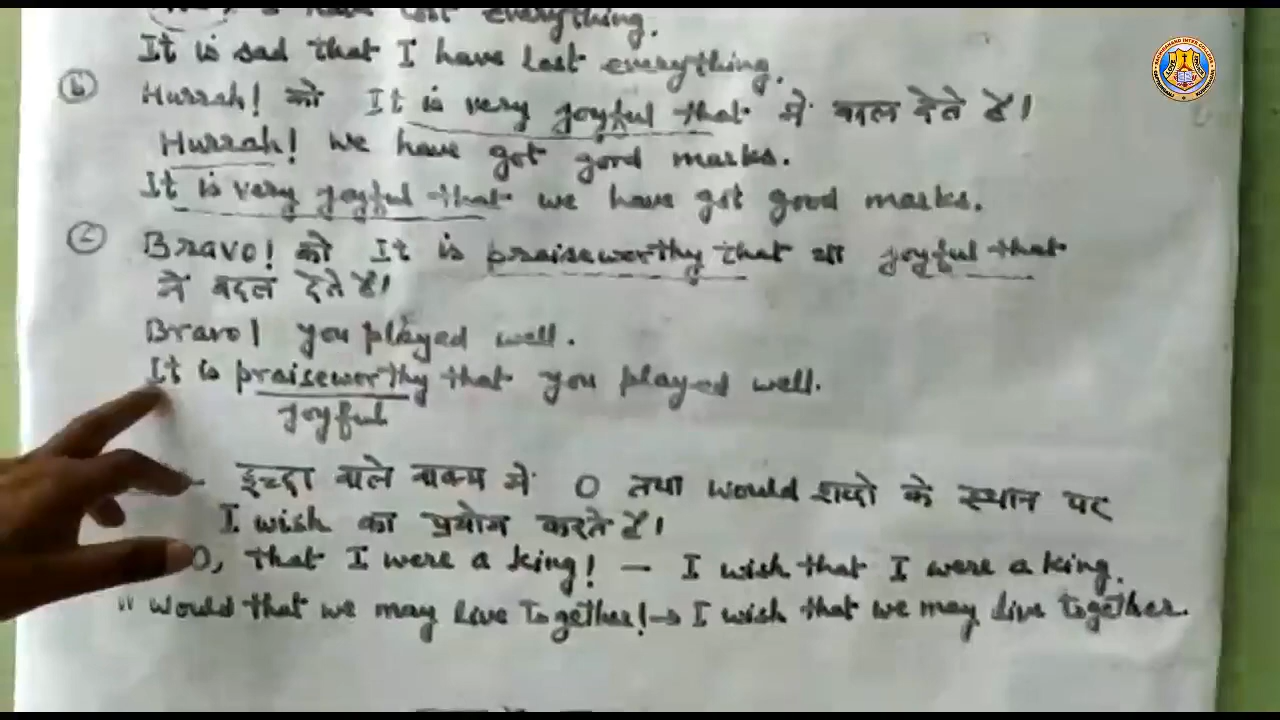 lost everything.
It is sad that I have lost everything.
(b) Hurrah! को It is very joyful that में बदल देते हैं।
Hurrah! we have got good marks.
It is very joyful that we have got good marks.
(c) Bravo! को It is praiseworthy that या joyful that
में बदल देते हैं।
Bravo! you played well.
It is praiseworthy that you played well.
joyful
इच्छा वाले वाक्य में O तथा would शब्दों के स्थान पर
I wish का प्रयोग करते हैं।
O, that I were a king! — I wish that I were a king.
" would that we may live together! → I wish that we may live together.